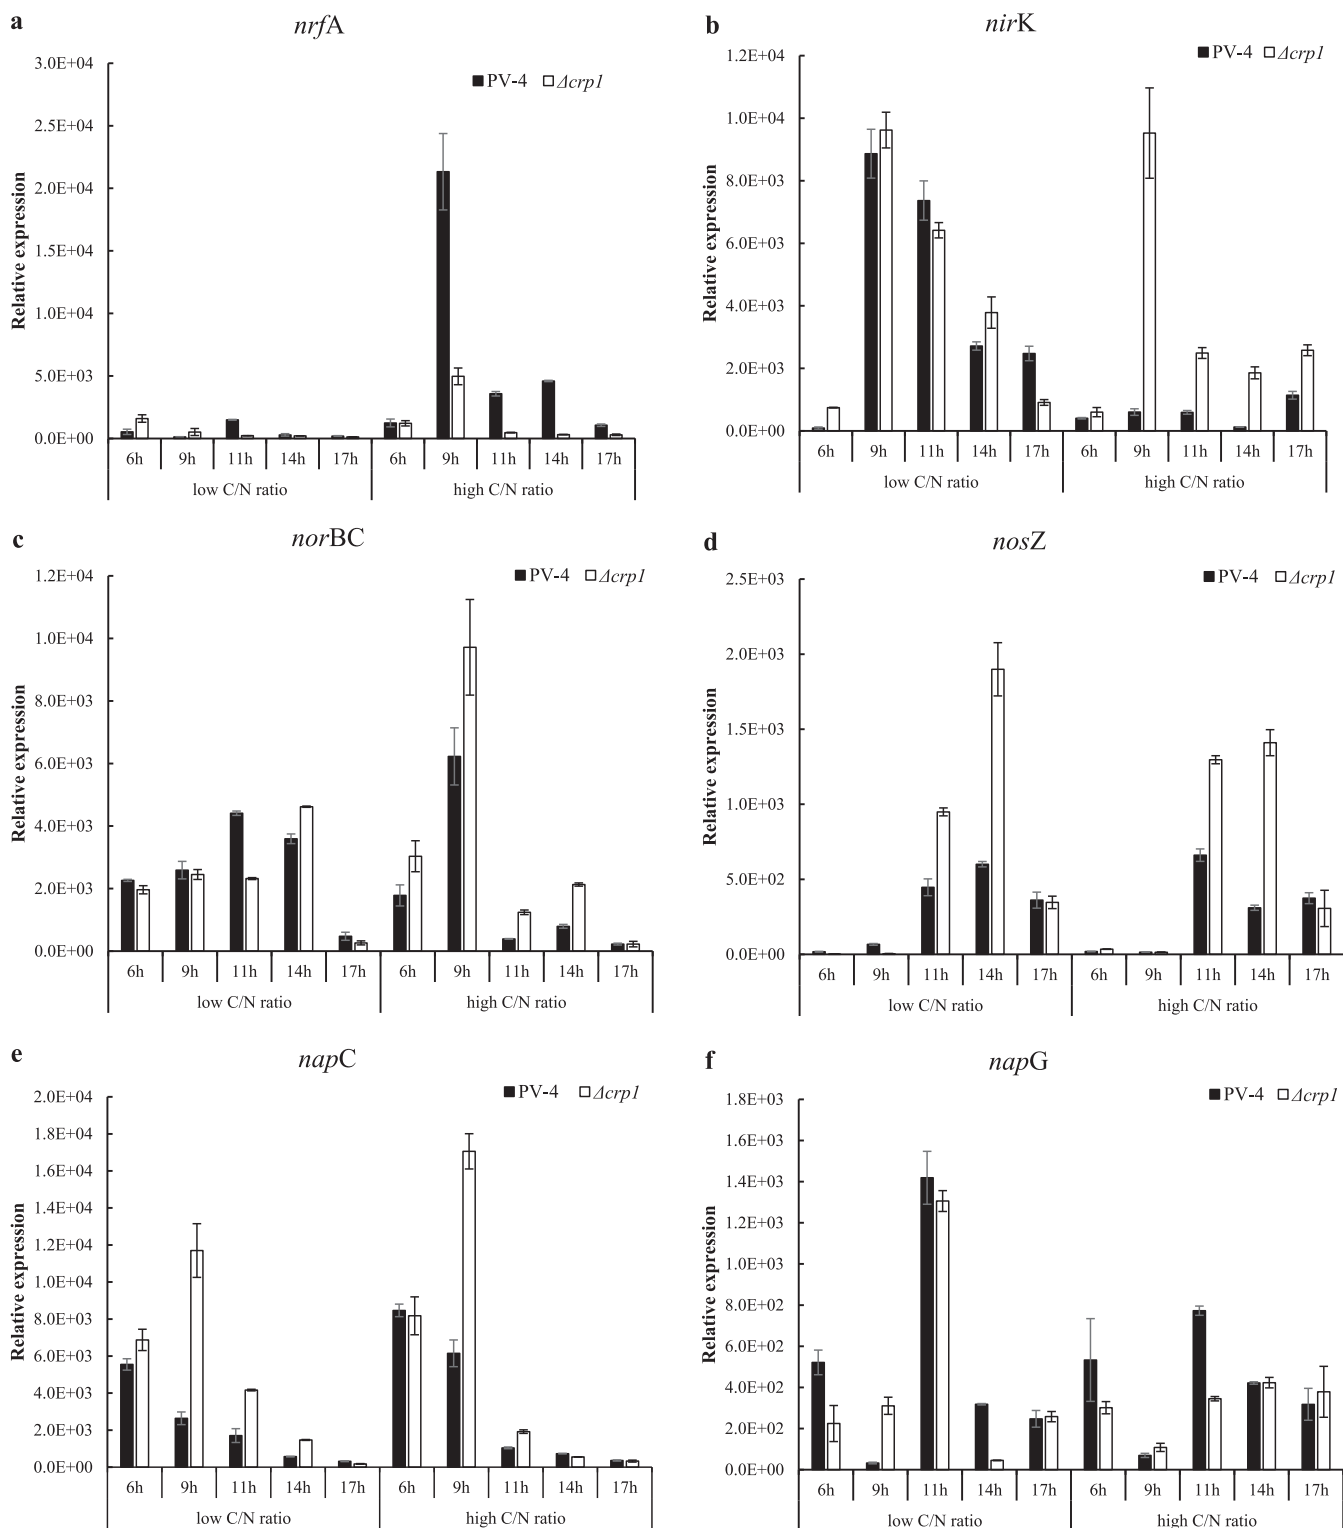 a
nrfA
PV-4 Δcrp1
Relative expression
3.0E+04
2.5E+04
2.0E+04
1.5E+04
1.0E+04
5.0E+03
0.0E+00
6h 9h 11h 14h 17h 6h 9h 11h 14h 17h
low C/N ratio high C/N ratio
b
nirK
PV-4 Δcrp1
Relative expression
1.2E+04
1.0E+04
8.0E+03
6.0E+03
4.0E+03
2.0E+03
0.0E+00
6h 9h 11h 14h 17h 6h 9h 11h 14h 17h
low C/N ratio high C/N ratio
c
norBC
PV-4 Δcrp1
Relative expression
1.2E+04
1.0E+04
8.0E+03
6.0E+03
4.0E+03
2.0E+03
0.0E+00
6h 9h 11h 14h 17h 6h 9h 11h 14h 17h
low C/N ratio high C/N ratio
d
nosZ
PV-4 Δcrp1
Relative expression
2.5E+03
2.0E+03
1.5E+03
1.0E+03
5.0E+02
0.0E+00
6h 9h 11h 14h 17h 6h 9h 11h 14h 17h
low C/N ratio high C/N ratio
e
napC
PV-4 Δcrp1
Relative expression
2.0E+04
1.8E+04
1.6E+04
1.4E+04
1.2E+04
1.0E+04
8.0E+03
6.0E+03
4.0E+03
2.0E+03
0.0E+00
6h 9h 11h 14h 17h 6h 9h 11h 14h 17h
low C/N ratio high C/N ratio
f
napG
PV-4 Δcrp1
Relative expression
1.8E+03
1.6E+03
1.4E+03
1.2E+03
1.0E+03
8.0E+02
6.0E+02
4.0E+02
2.0E+02
0.0E+00
6h 9h 11h 14h 17h 6h 9h 11h 14h 17h
low C/N ratio high C/N ratio